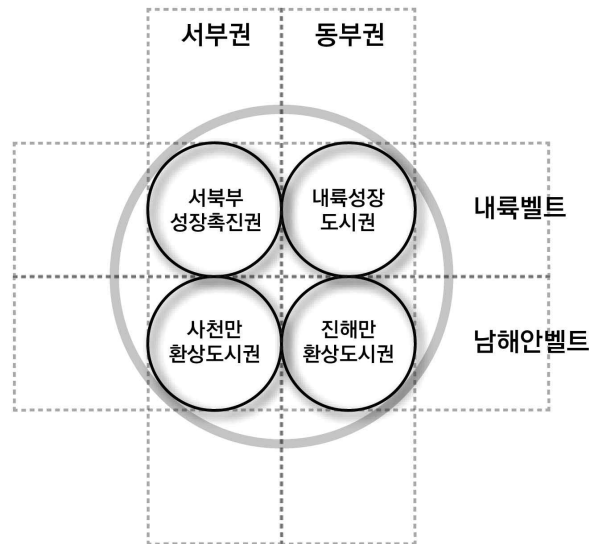 서부권
동부권
서북부
성장촉진권
내륙성장
도시권
내륙벨트
사천만
환상도시권
진해만
환상도시권
남해안벨트